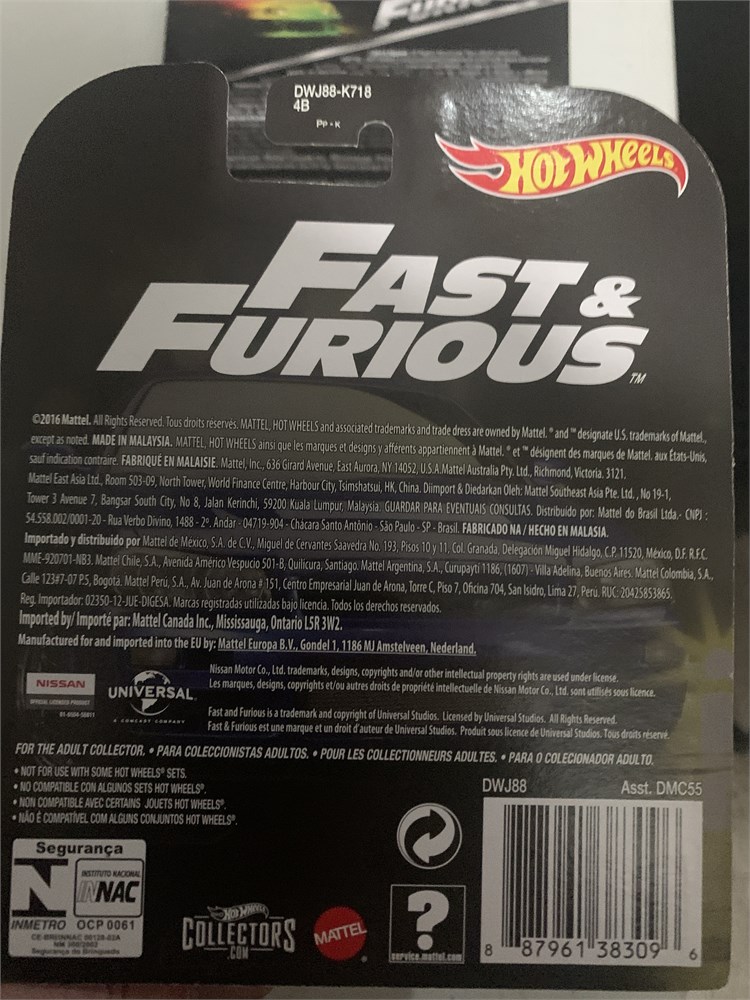 FURIO
DWJ88-K718
4B
PP - K
HOT WHEELS
FAST &
FURIOUS™
©2016 Mattel. All Rights Reserved. Tous droits réservés. MATTEL, HOT WHEELS and associated trademarks and trade dress are owned by Mattel. ® and ™ designate U.S. trademarks of Mattel,
except as noted. MADE IN MALAYSIA. MATTEL, HOT WHEELS ainsi que les marques et designs y afférents appartiennent à Mattel. ® et ™ désignent des marques de Mattel. aux États-Unis,
sauf indication contraire. FABRIQUÉ EN MALAISIE. Mattel, Inc., 636 Girard Avenue, East Aurora, NY 14052, U.S.A.Mattel Australia Pty. Ltd., Richmond, Victoria. 3121.
Mattel East Asia Ltd., Room 503-09, North Tower, World Finance Centre, Harbour City, Tsimshatsui, HK, China. Diimport & Diedarkan Oleh: Mattel Southeast Asia Pte. Ltd. , No 19-1,
Tower 3 Avenue 7, Bangsar South City, No 8, Jalan Kerinchi, 59200 Kuala Lumpur, Malaysia. GUARDAR PARA EVENTUAIS CONSULTAS. Distribuido por: Mattel do Brasil Ltda.- CNPJ :
54.558.002/0001-20 - Rua Verbo Divino, 1488 - 2º. Andar - 04719-904 - Chácara Santo Antônio - São Paulo - SP - Brasil. FABRICADO NA / HECHO EN MALASIA.
Importado y distribuido por Mattel de México, S.A. de C.V., Miguel de Cervantes Saavedra No. 193, Pisos 10 y 11, Col. Granada, Delegación Miguel Hidalgo, C.P. 11520, México, D.F. R.F.C.
MME-920701-NB3. Mattel Chile, S.A., Avenida Américo Vespucio 501-B, Quilicura, Santiago. Mattel Argentina, S.A., Curupaytí 1186, (1607) - Villa Adelina, Buenos Aires. Mattel Colombia, S.A.,
Calle 123#7-07 P.5, Bogotá. Mattel Perú, S.A., Av. Juan de Arona # 151, Centro Empresarial Juan de Arona, Torre C, Piso 7, Oficina 704, San Isidro, Lima 27, Perú. RUC: 20425853865.
Reg. Importador: 02350-12-JUE-DIGESA. Marcas registradas utilizadas bajo licencia. Todos los derechos reservados.
Imported by/ Importé par: Mattel Canada Inc., Mississauga, Ontario L5R 3W2.
Manufactured for and imported into the EU by: Mattel Europa B.V., Gondel 1, 1186 MJ Amstelveen, Nederland.
NISSAN
OFFICIAL LICENSED PRODUCT
UNIVERSAL
A COMCAST COMPANY
Nissan Motor Co., Ltd. trademarks, designs, copyrights and/or other intellectual property rights are used under license.
Les marques, designs, copyrights et/ou autres droits de propriété intellectuelle de Nissan Motor Co., Ltd. sont utilisés sous licence.
Fast and Furious is a trademark and copyright of Universal Studios. Licensed by Universal Studios. All Rights Reserved.
Fast & Furious est une marque et un droit d'auteur de Universal Studios. Produit sous licence de Universal Studios. Tous droits réservés.
FOR THE ADULT COLLECTOR. • PARA COLECCIONISTAS ADULTOS. • POUR LES COLLECTIONNEURS ADULTES. • PARA O COLECIONADOR ADULTO.
• NOT FOR USE WITH SOME HOT WHEELS® SETS.
• NO COMPATIBLE CON ALGUNOS SETS HOT WHEELS®.
• NON COMPATIBLE AVEC CERTAINS JOUETS HOT WHEELS®.
• NÃO É COMPATÍVEL COM ALGUNS CONJUNTOS HOT WHEELS®.
DWJ88 Asst. DMC55
Segurança
INSTITUTO NACIONAL
INNAC
INMETRO OCP 0061
NM 300/2002
Segurança do Brinquedo
HOT WHEELS
COLLECTORS
.COM
MATTEL
?
service.mattel.com
8 87961 38309 6